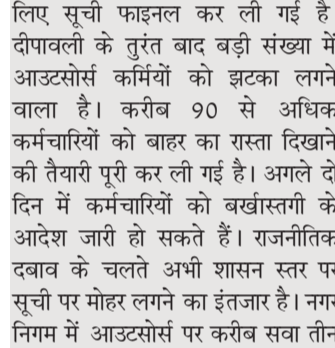 लिए सूची फाइनल कर ली गई है
दीपावली के तुरंत बाद बड़ी संख्या में
आउटसोर्स कर्मियों को झटका लगने
वाला है। करीब 90 से अधिक
कर्मचारियों को बाहर का रास्ता दिखाने
की तैयारी पूरी कर ली गई है। अगले दो
दिन में कर्मचारियों को बर्खास्तगी के
आदेश जारी हो सकते हैं। राजनीतिक
दबाव के चलते अभी शासन स्तर पर
सूची पर मोहर लगने का इंतजार है। नगर
निगम में आउटसोर्स पर करीब सवा तीन